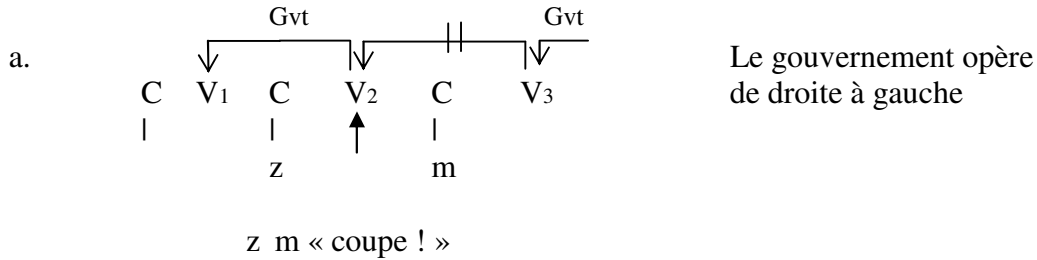 Gvt Gvt
a. Le gouvernement opère
C V1 C V2 C V3 de droite à gauche
z m
z m « coupe ! »